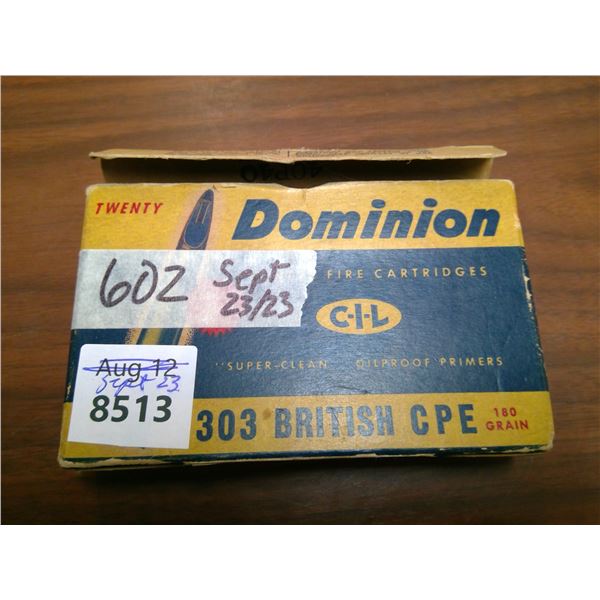 TWENTY
Dominion
602 Sept
23/23
FIRE CARTRIDGES
C-I-L
"SUPER-CLEAN OILPROOF PRIMERS
Aug 12
Sept 23
8513
303 BRITISH CPE 180
GRAIN